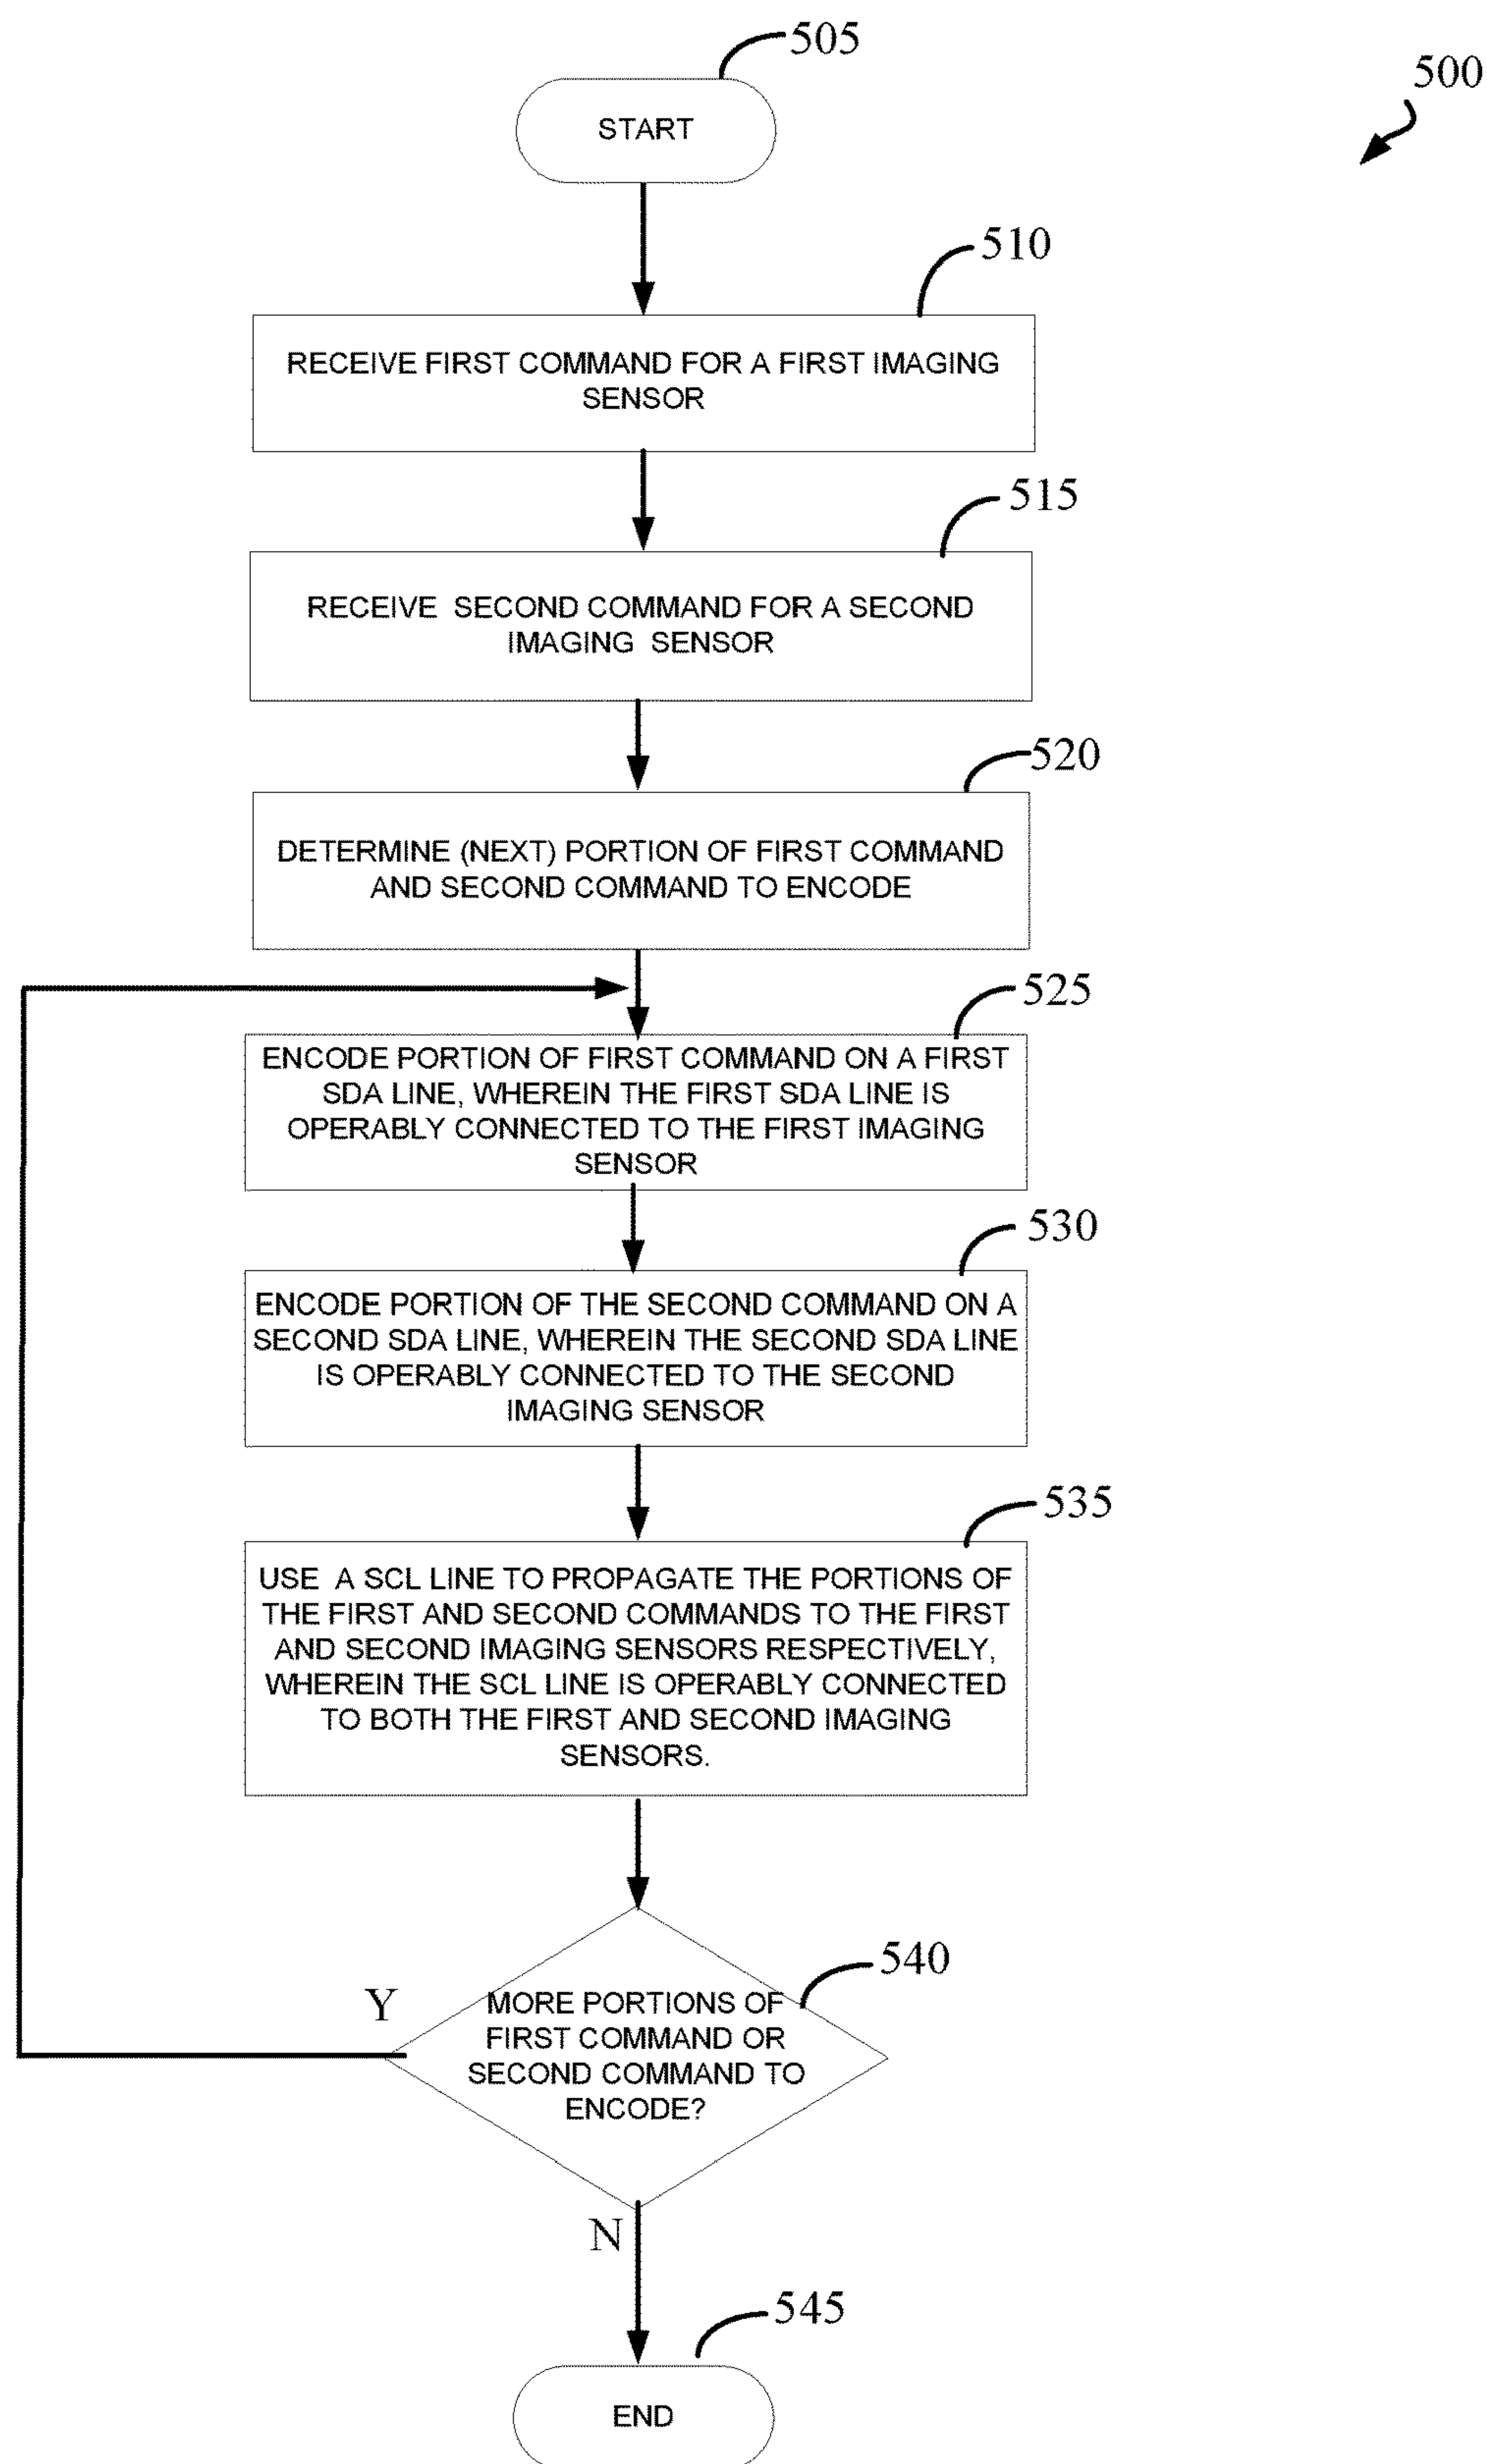 505
500
START
510
RECEIVE FIRST COMMAND FOR A FIRST IMAGING
SENSOR
515
RECEIVE SECOND COMMAND FOR A SECOND
IMAGING SENSOR
520
DETERMINE (NEXT) PORTION OF FIRST COMMAND
AND SECOND COMMAND TO ENCODE
525
ENCODE PORTION OF FIRST COMMAND ON A FIRST
SDA LINE, WHEREIN THE FIRST SDA LINE IS
OPERABLY CONNECTED TO THE FIRST IMAGING
SENSOR
530
ENCODE PORTION OF THE SECOND COMMAND ON A
SECOND SDA LINE, WHEREIN THE SECOND SDA LINE
IS OPERABLY CONNECTED TO THE SECOND
IMAGING SENSOR
535
USE A SCL LINE TO PROPAGATE THE PORTIONS OF
THE FIRST AND SECOND COMMANDS TO THE FIRST
AND SECOND IMAGING SENSORS RESPECTIVELY,
WHEREIN THE SCL LINE IS OPERABLY CONNECTED
TO BOTH THE FIRST AND SECOND IMAGING
SENSORS.
540
Y
MORE PORTIONS OF
FIRST COMMAND OR
SECOND COMMAND TO
ENCODE?
N
545
END